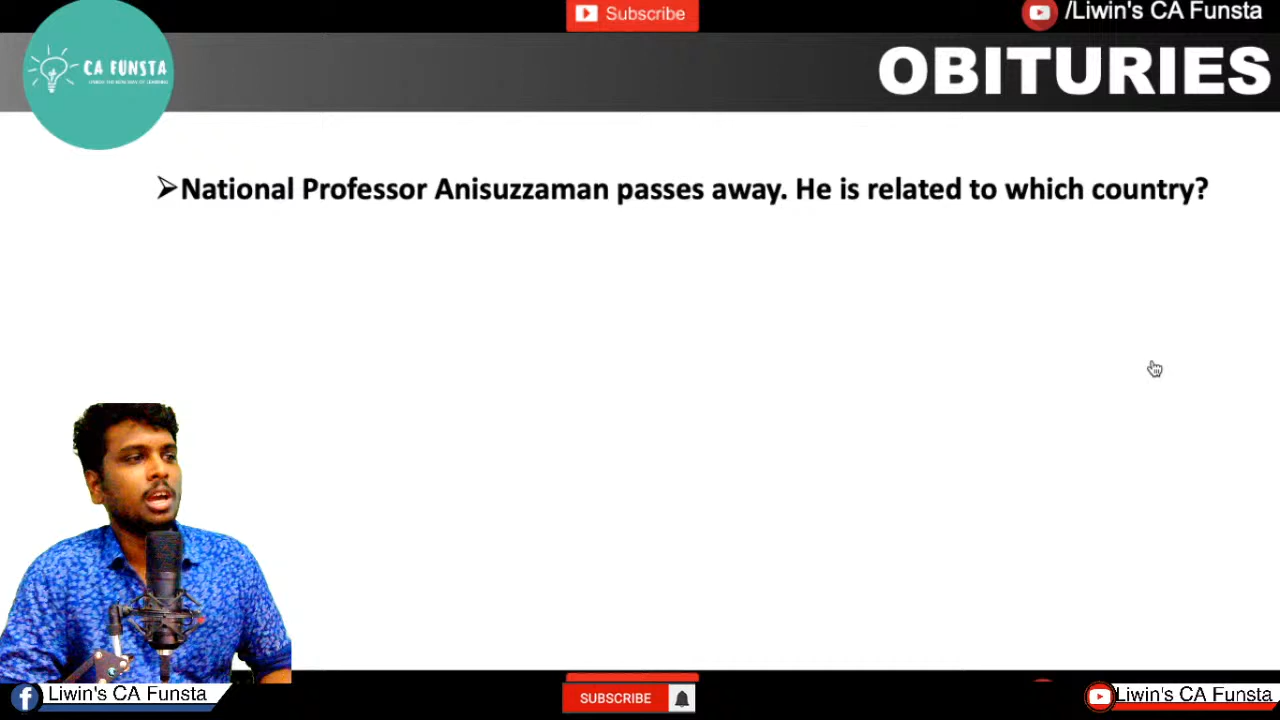 Subscribe
/Liwin's CA Funsta
CA FUNSTA
OBITURIES
➢National Professor Anisuzzaman passes away. He is related to which country?
Liwin's CA Funsta
SUBSCRIBE
Liwin's CA Funsta